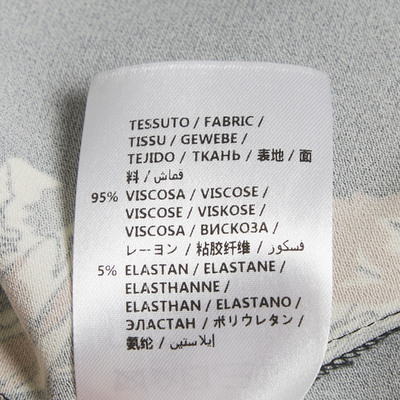 TESSUTO / FABRIC /
TISSU / GEWEBE /
TEJIDO / ТКАНЬ / 表地 / 面
料 / قماش
95% VISCOSA / VISCOSE /
VISCOSE / VISKOSE /
VISCOSA / ВИСКОЗА /
レーヨン / 粘胶纤维 / فسكوز
5% ELASTAN / ELASTANE /
ELASTHANNE /
ELASTHAN / ELASTANO /
ЭЛАСТАН / ポリウレタン /
氨纶 / إيلاستين